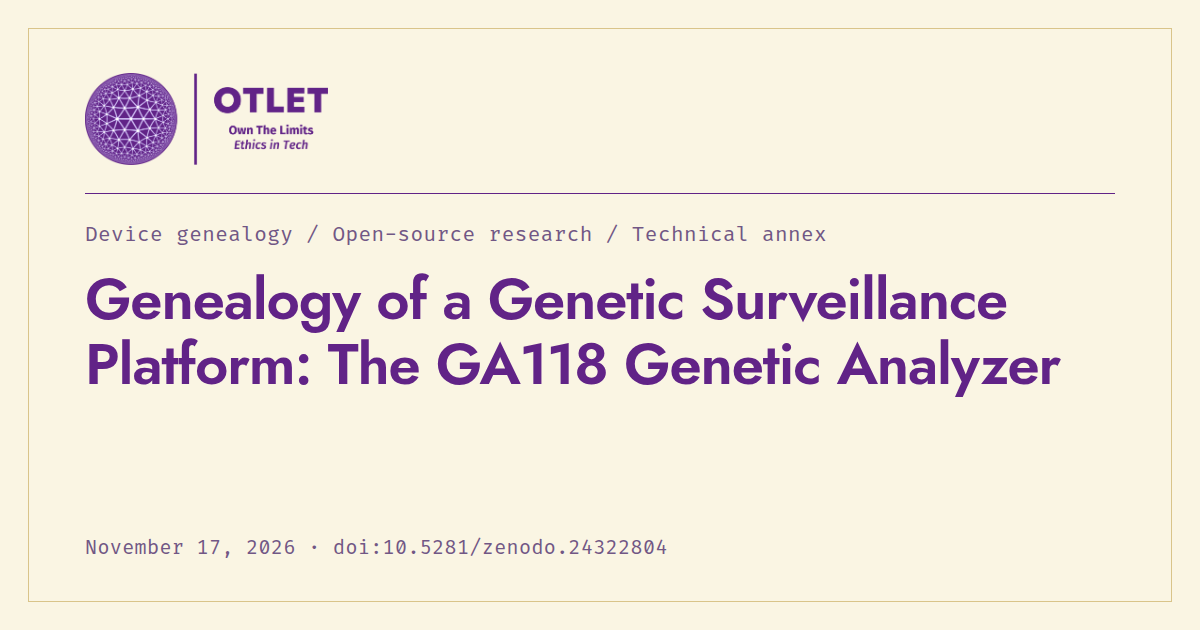 OTLET
Own The Limits
Ethics in Tech
Device genealogy / Open-source research / Technical annex
Genealogy of a Genetic Surveillance
Platform: The GA118 Genetic Analyzer
November 17, 2026 · doi:10.5281/zenodo.24322804